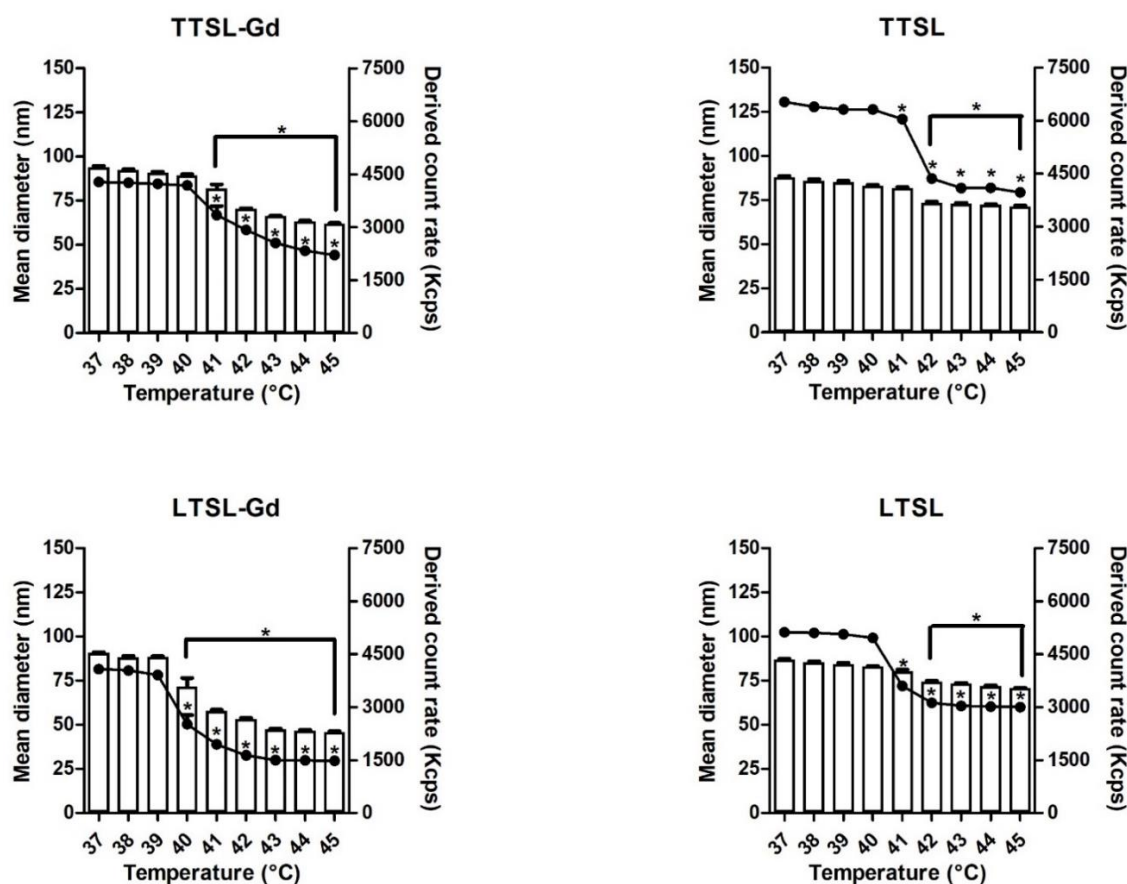 TTSL-Gd
Mean diameter (nm)
150
125
100
75
50
25
0
7500
6000
4500
3000
1500
0
Derived count rate (Kcps)
*
* * * * *
37 38 39 40 41 42 43 44 45
Temperature (°C)
TTSL
Mean diameter (nm)
150
125
100
75
50
25
0
7500
6000
4500
3000
1500
0
Derived count rate (Kcps)
*
* * * * *
37 38 39 40 41 42 43 44 45
Temperature (°C)
LTSL-Gd
Mean diameter (nm)
150
125
100
75
50
25
0
7500
6000
4500
3000
1500
0
Derived count rate (Kcps)
*
* * * * * *
37 38 39 40 41 42 43 44 45
Temperature (°C)
LTSL
Mean diameter (nm)
150
125
100
75
50
25
0
7500
6000
4500
3000
1500
0
Derived count rate (Kcps)
*
* * * * *
37 38 39 40 41 42 43 44 45
Temperature (°C)